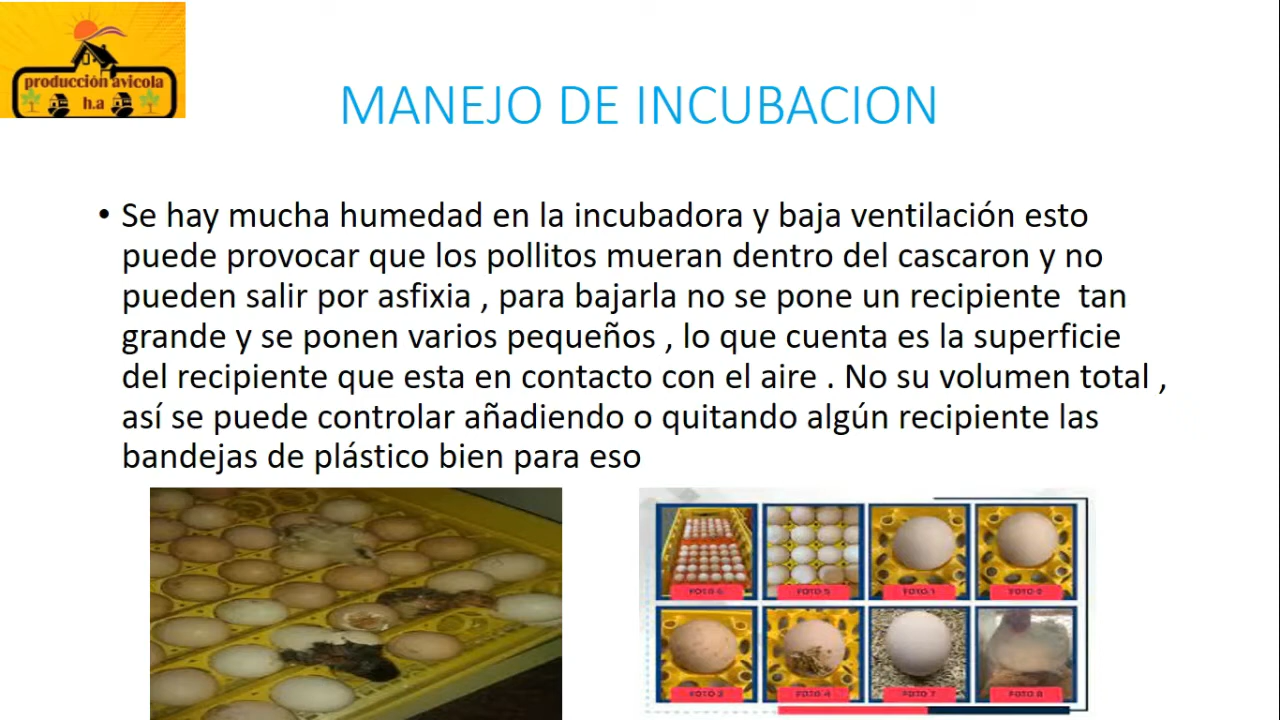 producción avicola
h.a
MANEJO DE INCUBACION
• Se hay mucha humedad en la incubadora y baja ventilación esto
puede provocar que los pollitos mueran dentro del cascaron y no
pueden salir por asfixia , para bajarla no se pone un recipiente  tan
grande y se ponen varios pequeños , lo que cuenta es la superficie
del recipiente que esta en contacto con el aire . No su volumen total ,
así se puede controlar añadiendo o quitando algún recipiente las
bandejas de plástico bien para eso
FOTO 6 FOTO 5 FOTO 1 FOTO 2
FOTO 3 FOTO 4 FOTO 7 FOTO 8